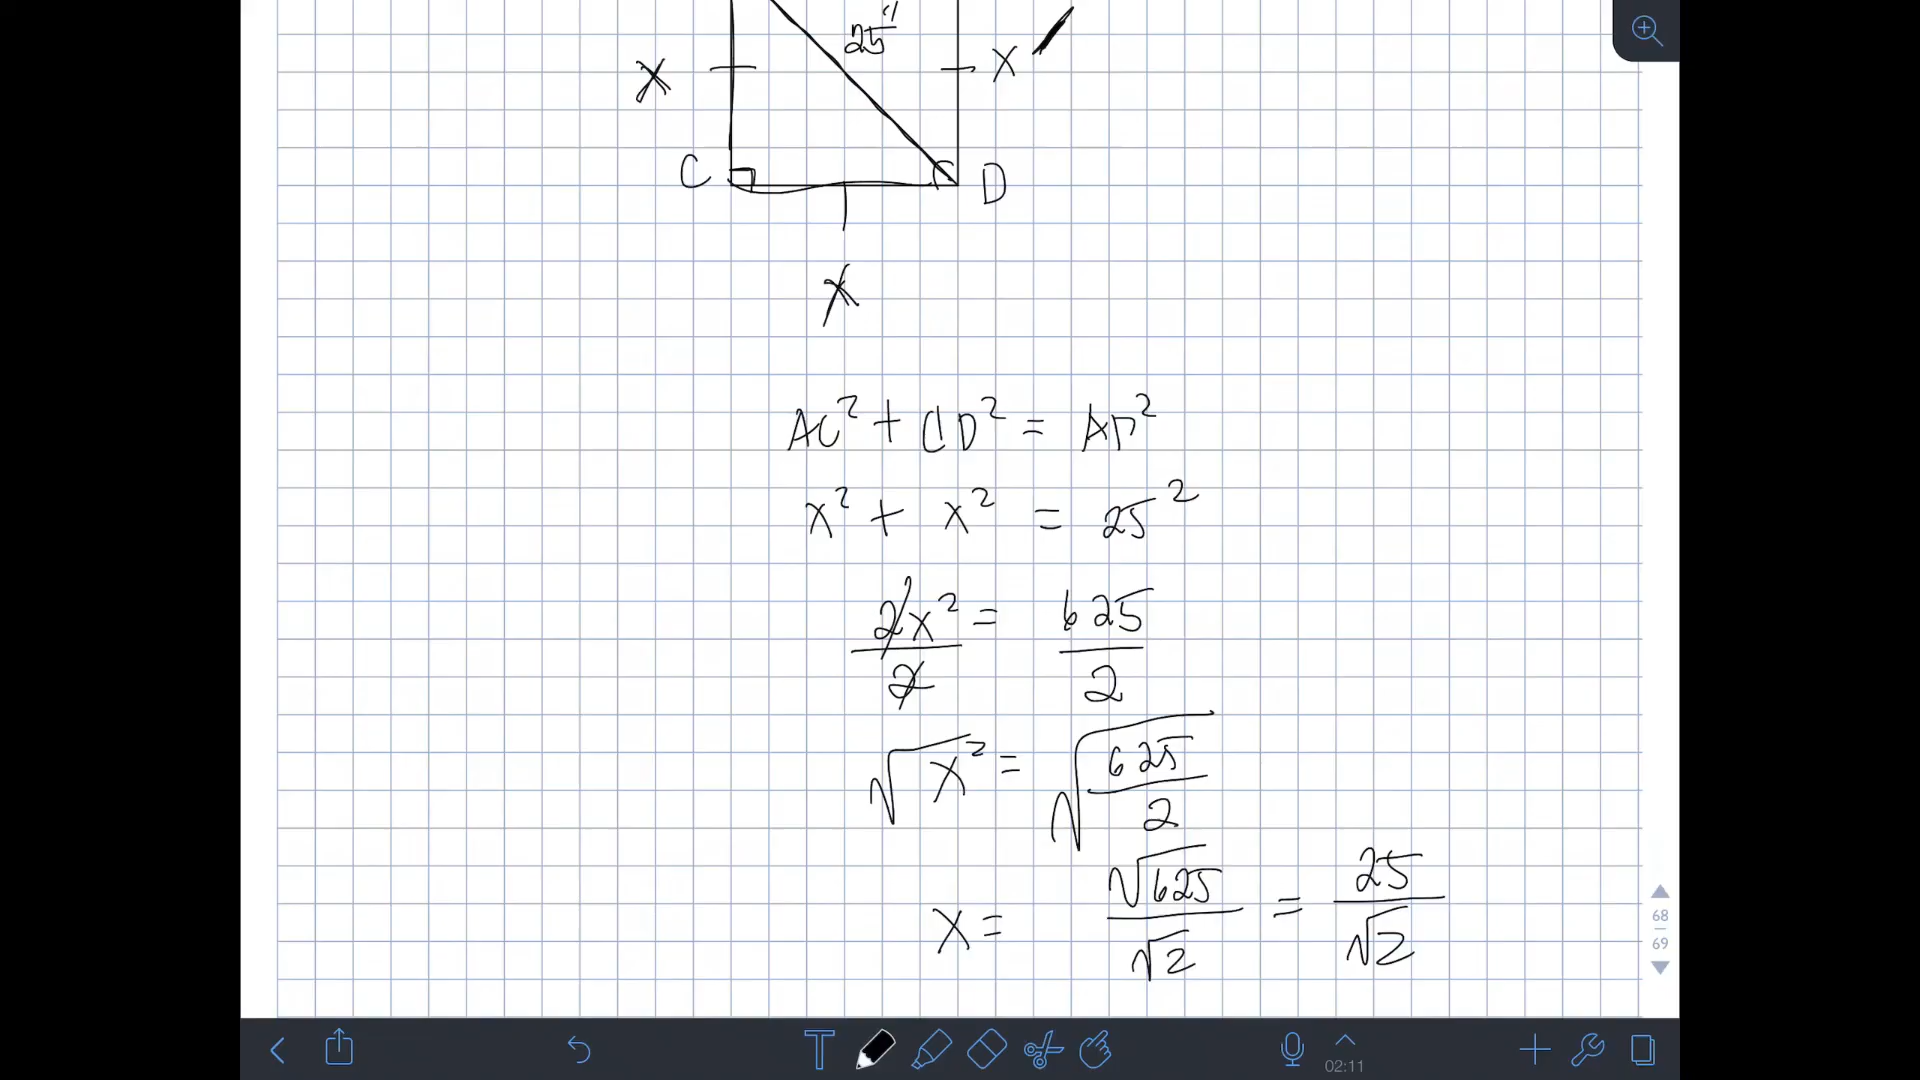 25"
X X
C D
X
AC² + CD² = AD²
x² + x² = 25²
2x²/2 = 625/2
√x² = √(625/2)
x = √625/√2 = 25/√2
68
69
T 02:11